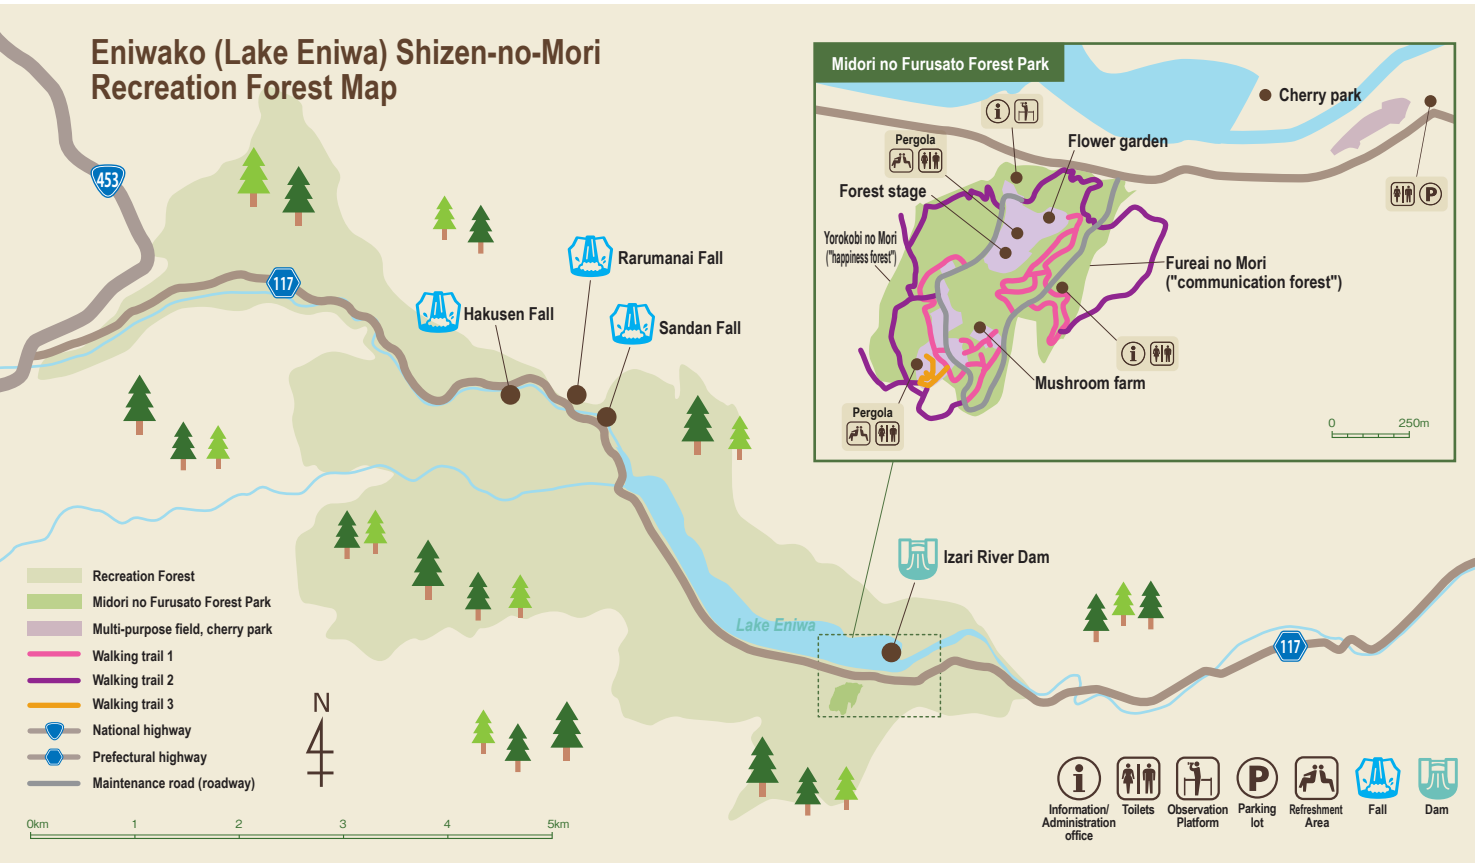 Eniwako (Lake Eniwa) Shizen-no-Mori
Recreation Forest Map
453
117
Hakusen Fall
Rarumanai Fall
Sandan Fall
Midori no Furusato Forest Park
Cherry park
i
Pergola
Flower garden
Forest stage
P
Yorokobi no Mori
("happiness forest")
Fureai no Mori
("communication forest")
i
Mushroom farm
Pergola
0
250m
Izari River Dam
Lake Eniwa
117
Recreation Forest
Midori no Furusato Forest Park
Multi-purpose field, cherry park
Walking trail 1
Walking trail 2
Walking trail 3
National highway
Prefectural highway
Maintenance road (roadway)
N
0km
1
2
3
4
5km
i
P
Information/
Administration
office
Toilets
Observation
Platform
Parking
lot
Refreshment
Area
Fall
Dam